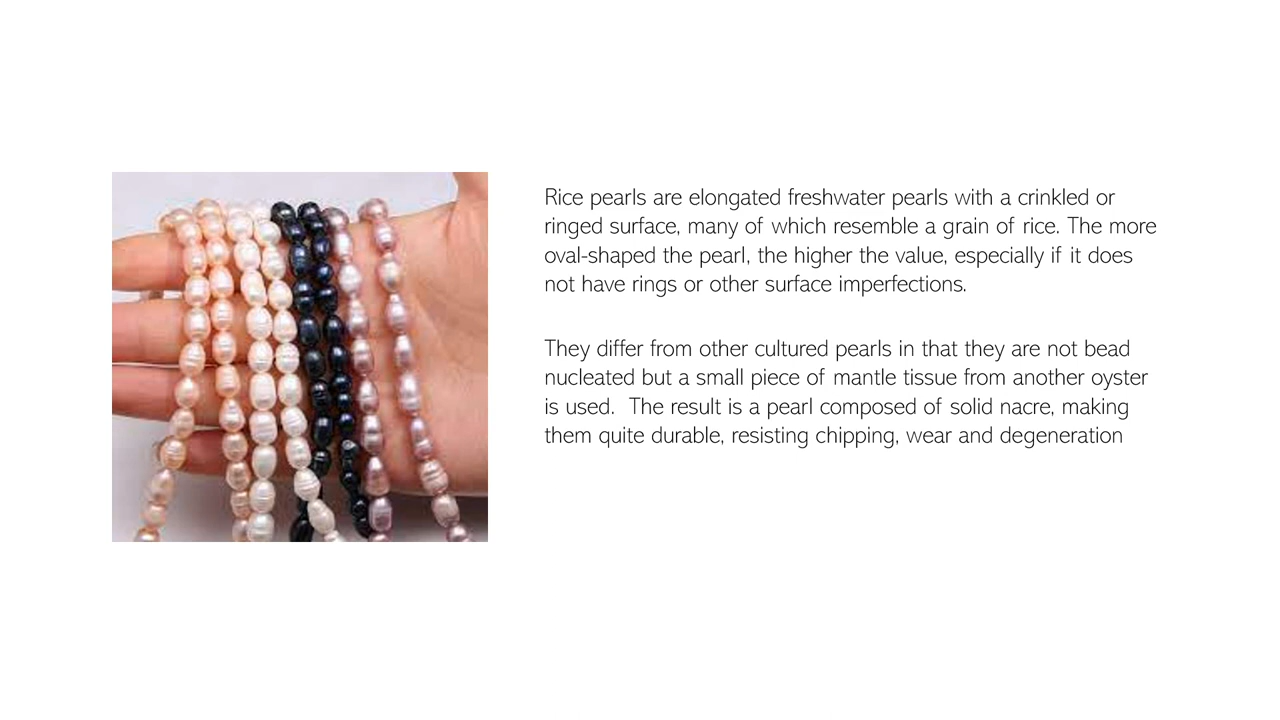 Rice pearls are elongated freshwater pearls with a crinkled or
ringed surface, many of which resemble a grain of rice. The more
oval-shaped the pearl, the higher the value, especially if it does
not have rings or other surface imperfections.
They differ from other cultured pearls in that they are not bead
nucleated but a small piece of mantle tissue from another oyster
is used.  The result is a pearl composed of solid nacre, making
them quite durable, resisting chipping, wear and degeneration